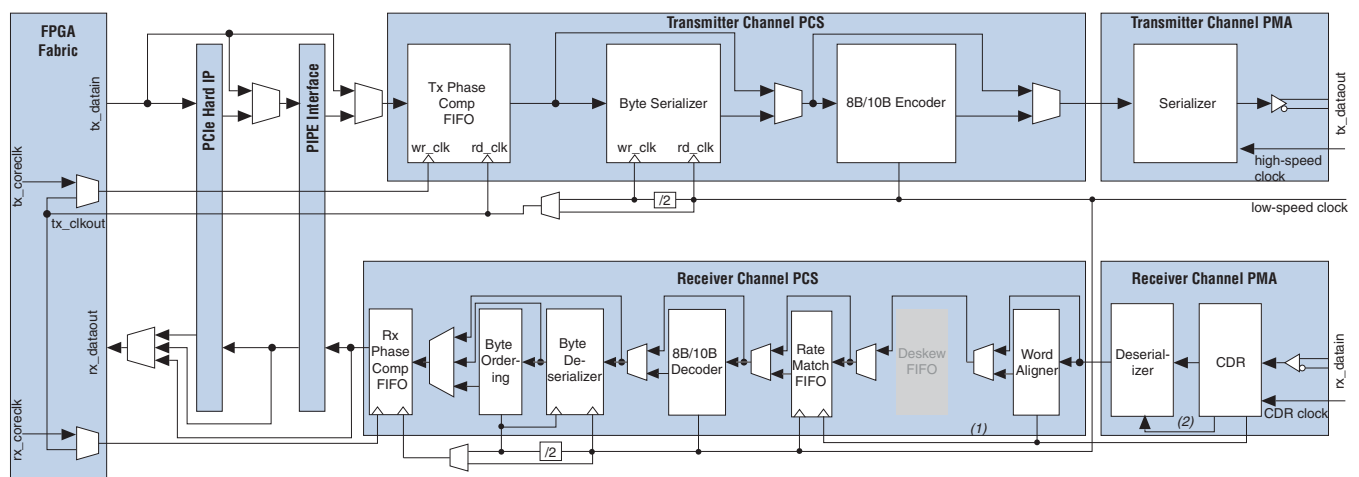 FPGA
Fabric
Transmitter Channel PCS
Transmitter Channel PMA
tx_datain
PCIe Hard IP
PIPE Interface
Tx Phase
Comp
FIFO
wr_clk
rd_clk
Byte Serializer
wr_clk
rd_clk
8B/10B Encoder
Serializer
tx_dataout
high-speed
clock
tx_coreclk
tx_clkout
/2
low-speed clock
Receiver Channel PCS
Receiver Channel PMA
rx_dataout
Rx
Phase
Comp
FIFO
Byte
Order-
ing
Byte
De-
serializer
8B/10B
Decoder
Rate
Match
FIFO
Deskew
FIFO
Word
Aligner
Deserial-
izer
CDR
rx_datain
CDR clock
rx_coreclk
(1)
(2)
/2